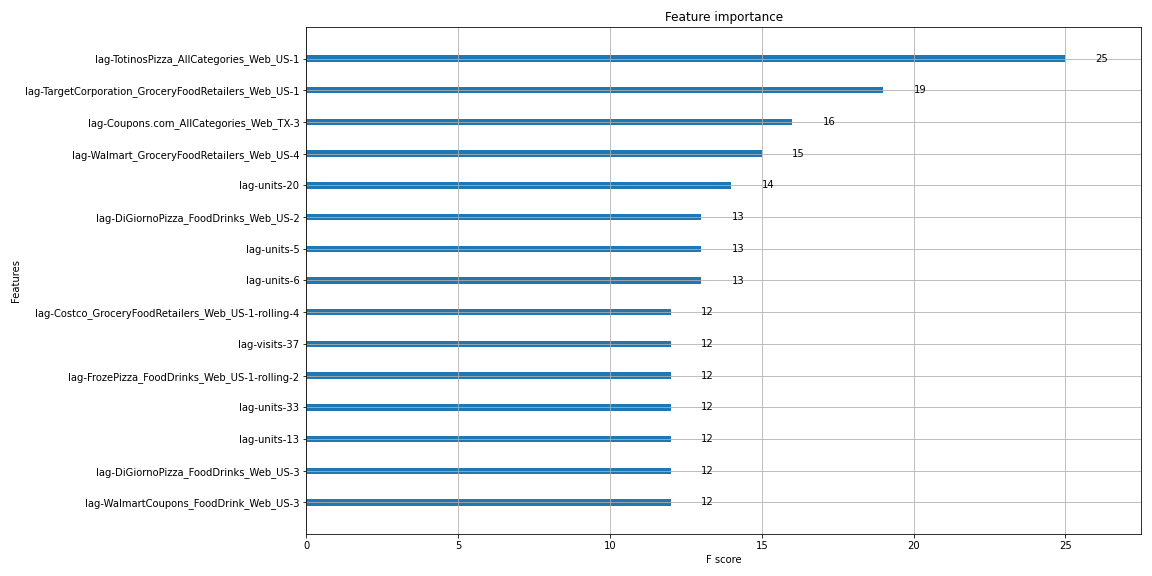 Feature importance
lag-TotinosPizza_AllCategories_Web_US-1 25
lag-TargetCorporation_GroceryFoodRetailers_Web_US-1 19
lag-Coupons.com_AllCategories_Web_TX-3 16
lag-Walmart_GroceryFoodRetailers_Web_US-4 15
lag-units-20 14
lag-DiGiornoPizza_FoodDrinks_Web_US-2 13
lag-units-5 13
lag-units-6 13
lag-Costco_GroceryFoodRetailers_Web_US-1-rolling-4 12
lag-visits-37 12
lag-FrozePizza_FoodDrinks_Web_US-1-rolling-2 12
lag-units-33 12
lag-units-13 12
lag-DiGiornoPizza_FoodDrinks_Web_US-3 12
lag-WalmartCoupons_FoodDrink_Web_US-3 12
Features
0 5 10 15 20 25
F score